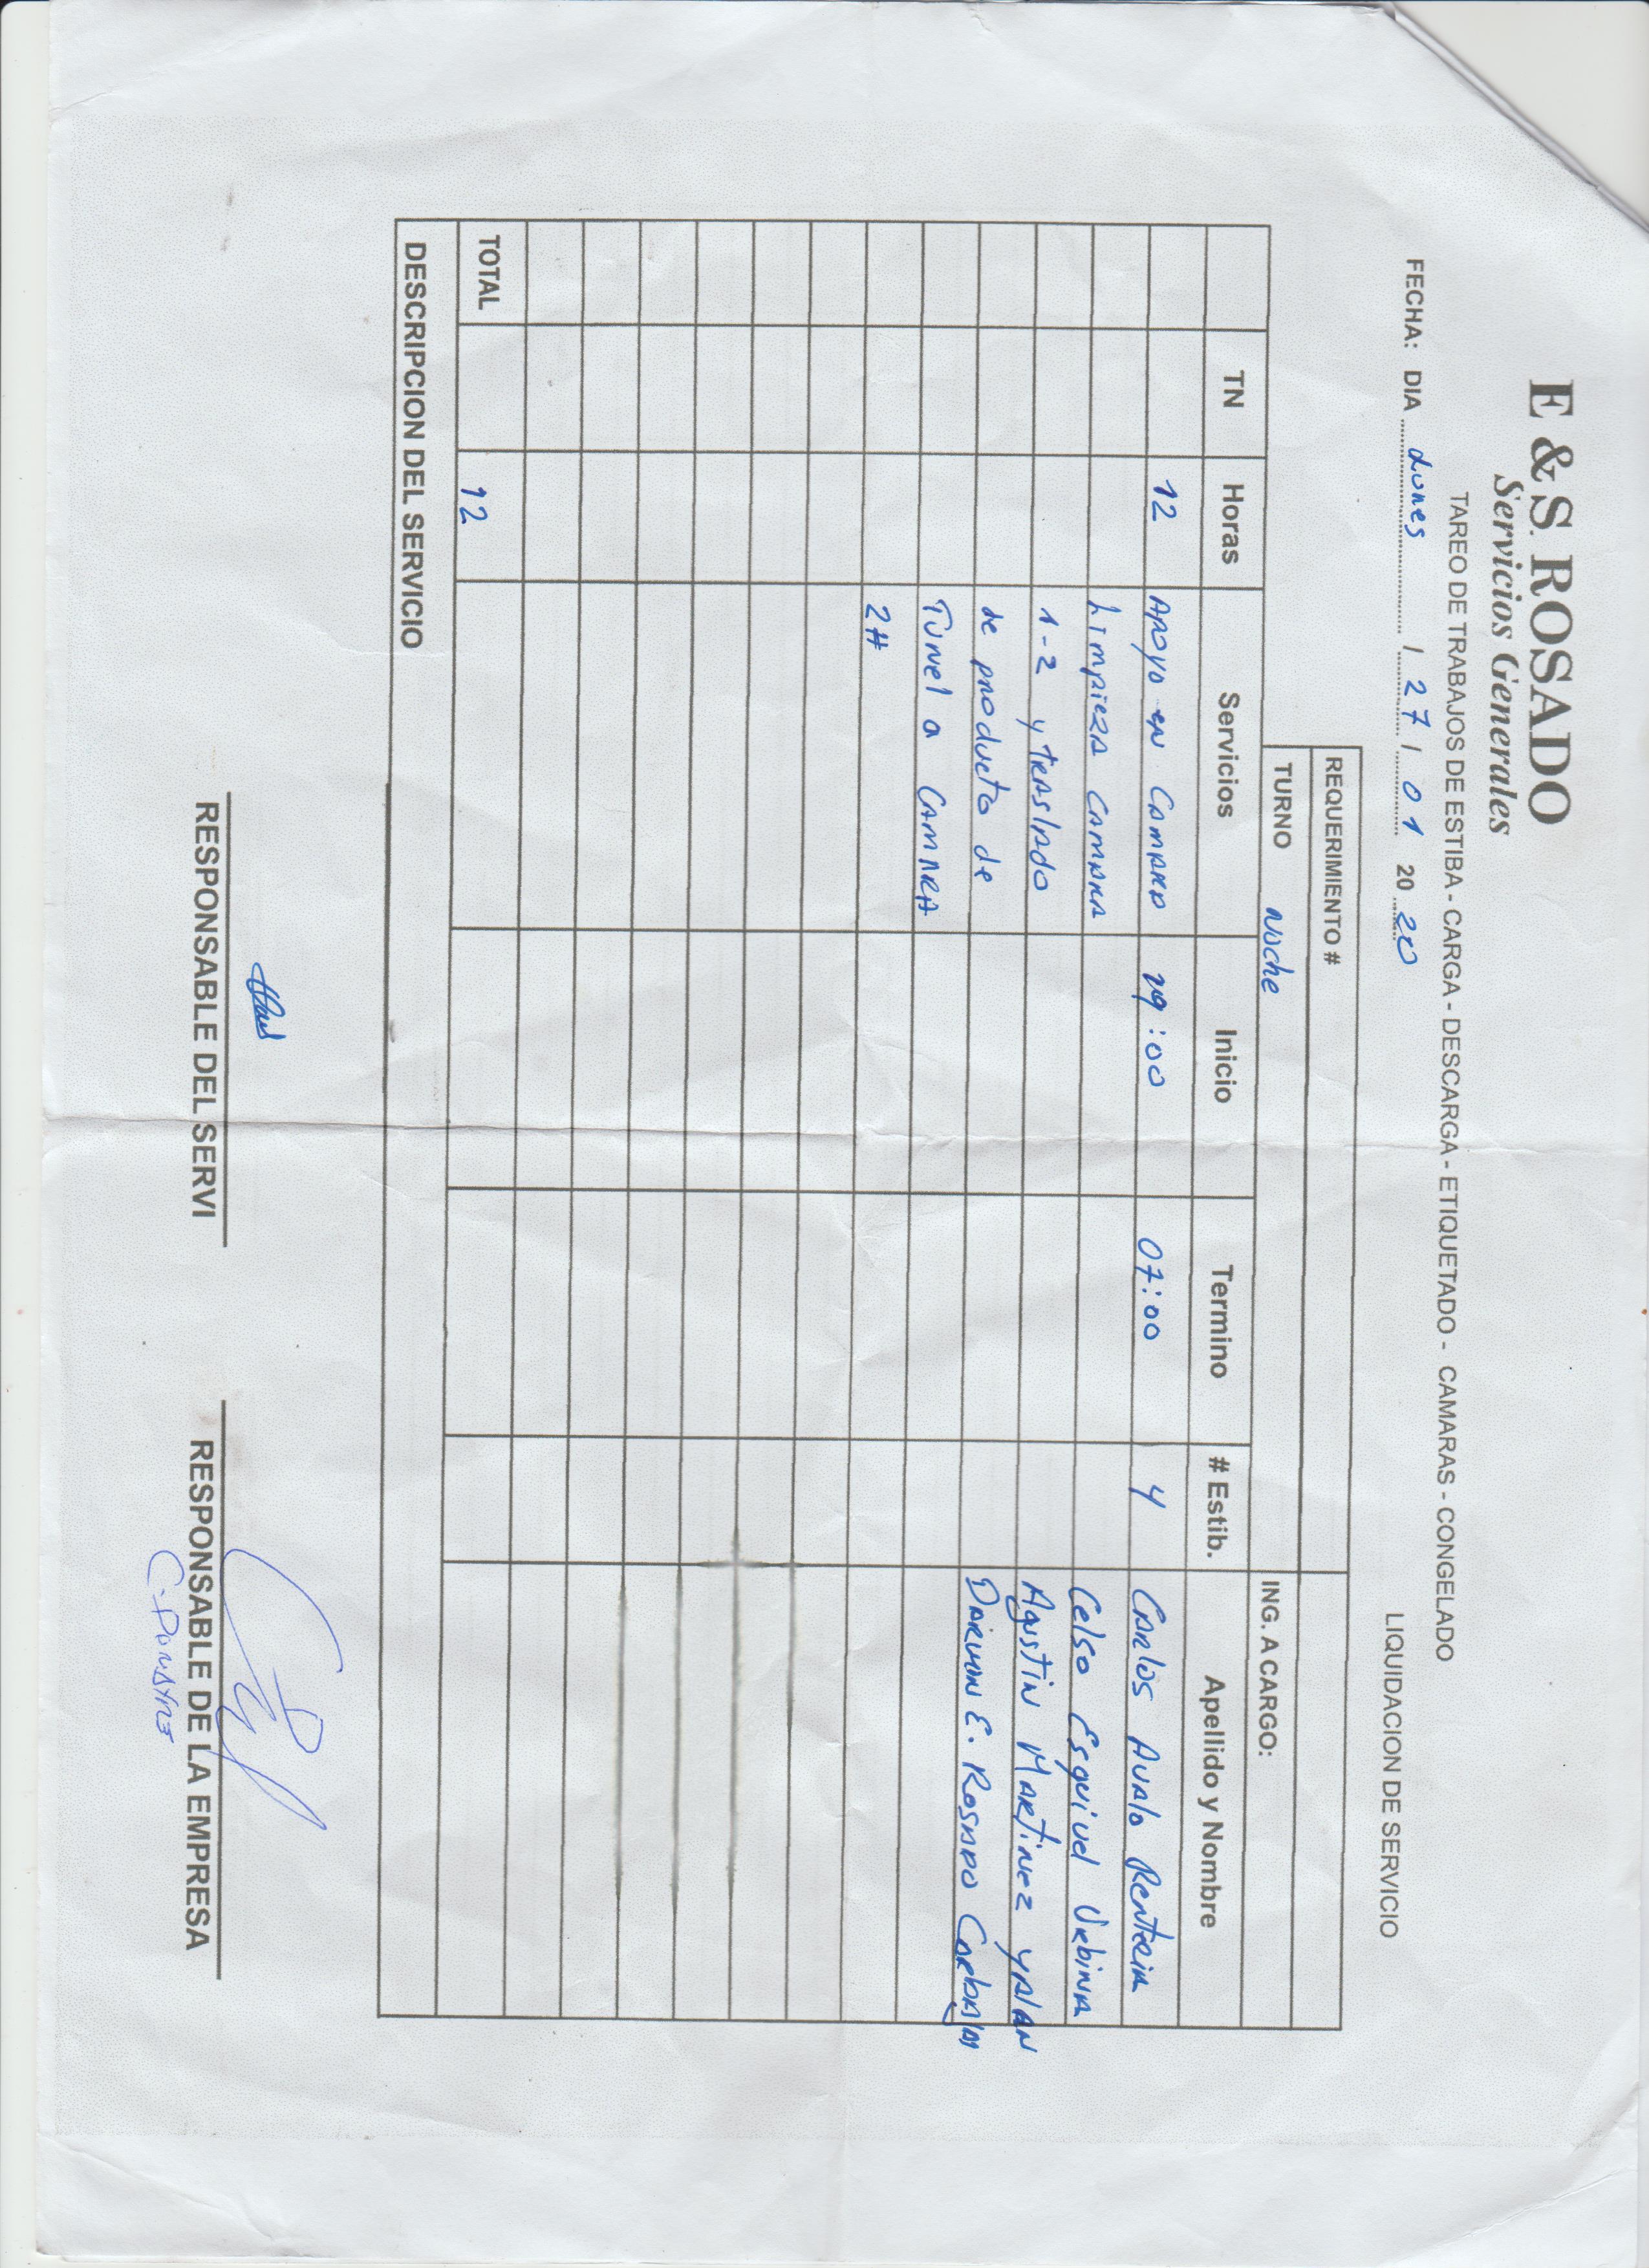 E & S. ROSADO
Servicios Generales
TAREO DE TRABAJOS DE ESTIBA - CARGA - DESCARGA - ETIQUETADO - CAMARAS - CONGELADO
LIQUIDACION DE SERVICIO
FECHA: DIA Lunes / 27 / 01 20 20
REQUERIMIENTO #
TURNO Noche ING. A CARGO:
TN Horas Servicios Inicio Termino # Estib. Apellido y Nombre
12 Apoyo en Camara 19:00 07:00 4 Carlos Avalo Renteria
Limpieza Camara Celso Esquivel Urbina
1-2 y traslado Agustin Martinez Yalan
de producto de E. Rosado
Tunel a Camara
2#
TOTAL 12
DESCRIPCION DEL SERVICIO
RESPONSABLE DEL SERVI RESPONSABLE DE LA EMPRESA